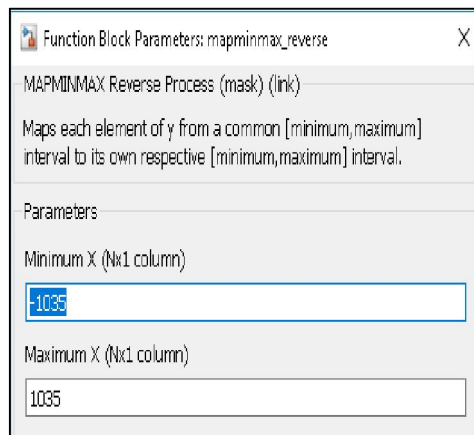 Function Block Parameters: mapminmax_reverse X
MAPMINMAX Reverse Process (mask) (link)
Maps each element of y from a common [minimum,maximum]
interval to its own respective [minimum,maximum] interval.
Parameters
Minimum X (Nx1 column)
-1035
Maximum X (Nx1 column)
1035